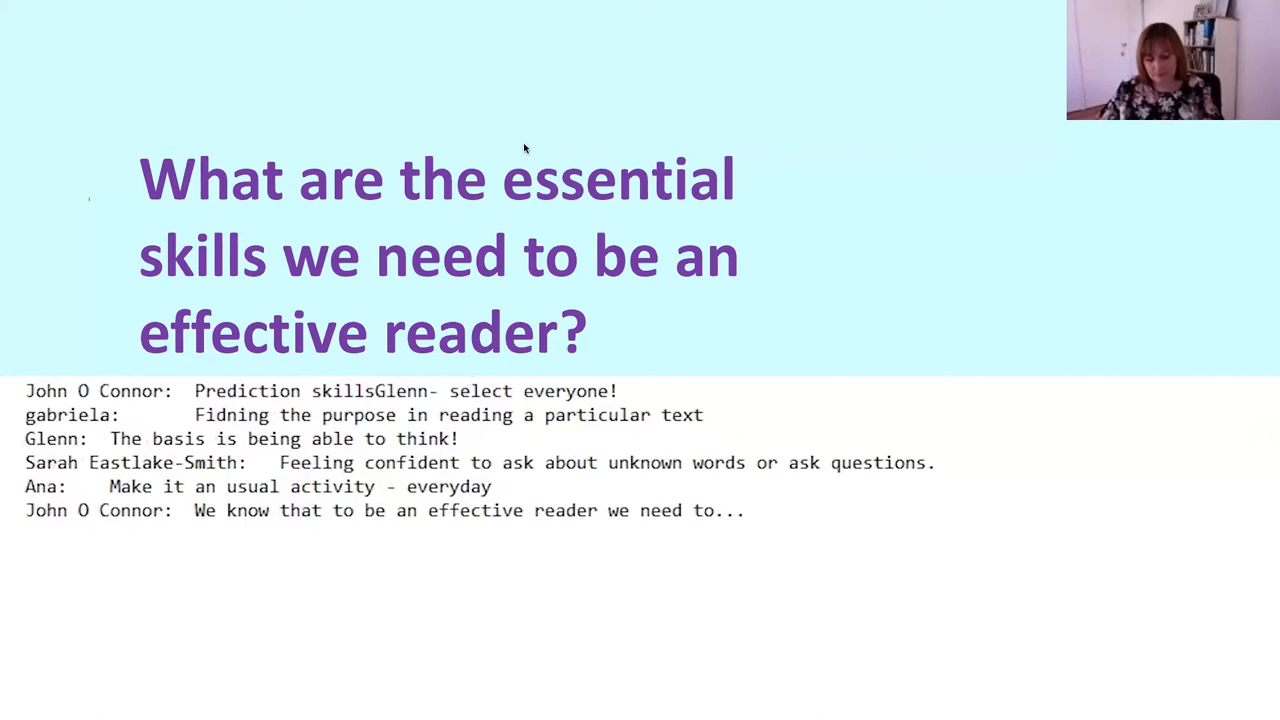 What are the essential
skills we need to be an
effective reader?
John O Connor: Prediction skillsGlenn- select everyone!
gabriela: Fidning the purpose in reading a particular text
Glenn: The basis is being able to think!
Sarah Eastlake-Smith: Feeling confident to ask about unknown words or ask questions.
Ana: Make it an usual activity - everyday
John O Connor: We know that to be an effective reader we need to...